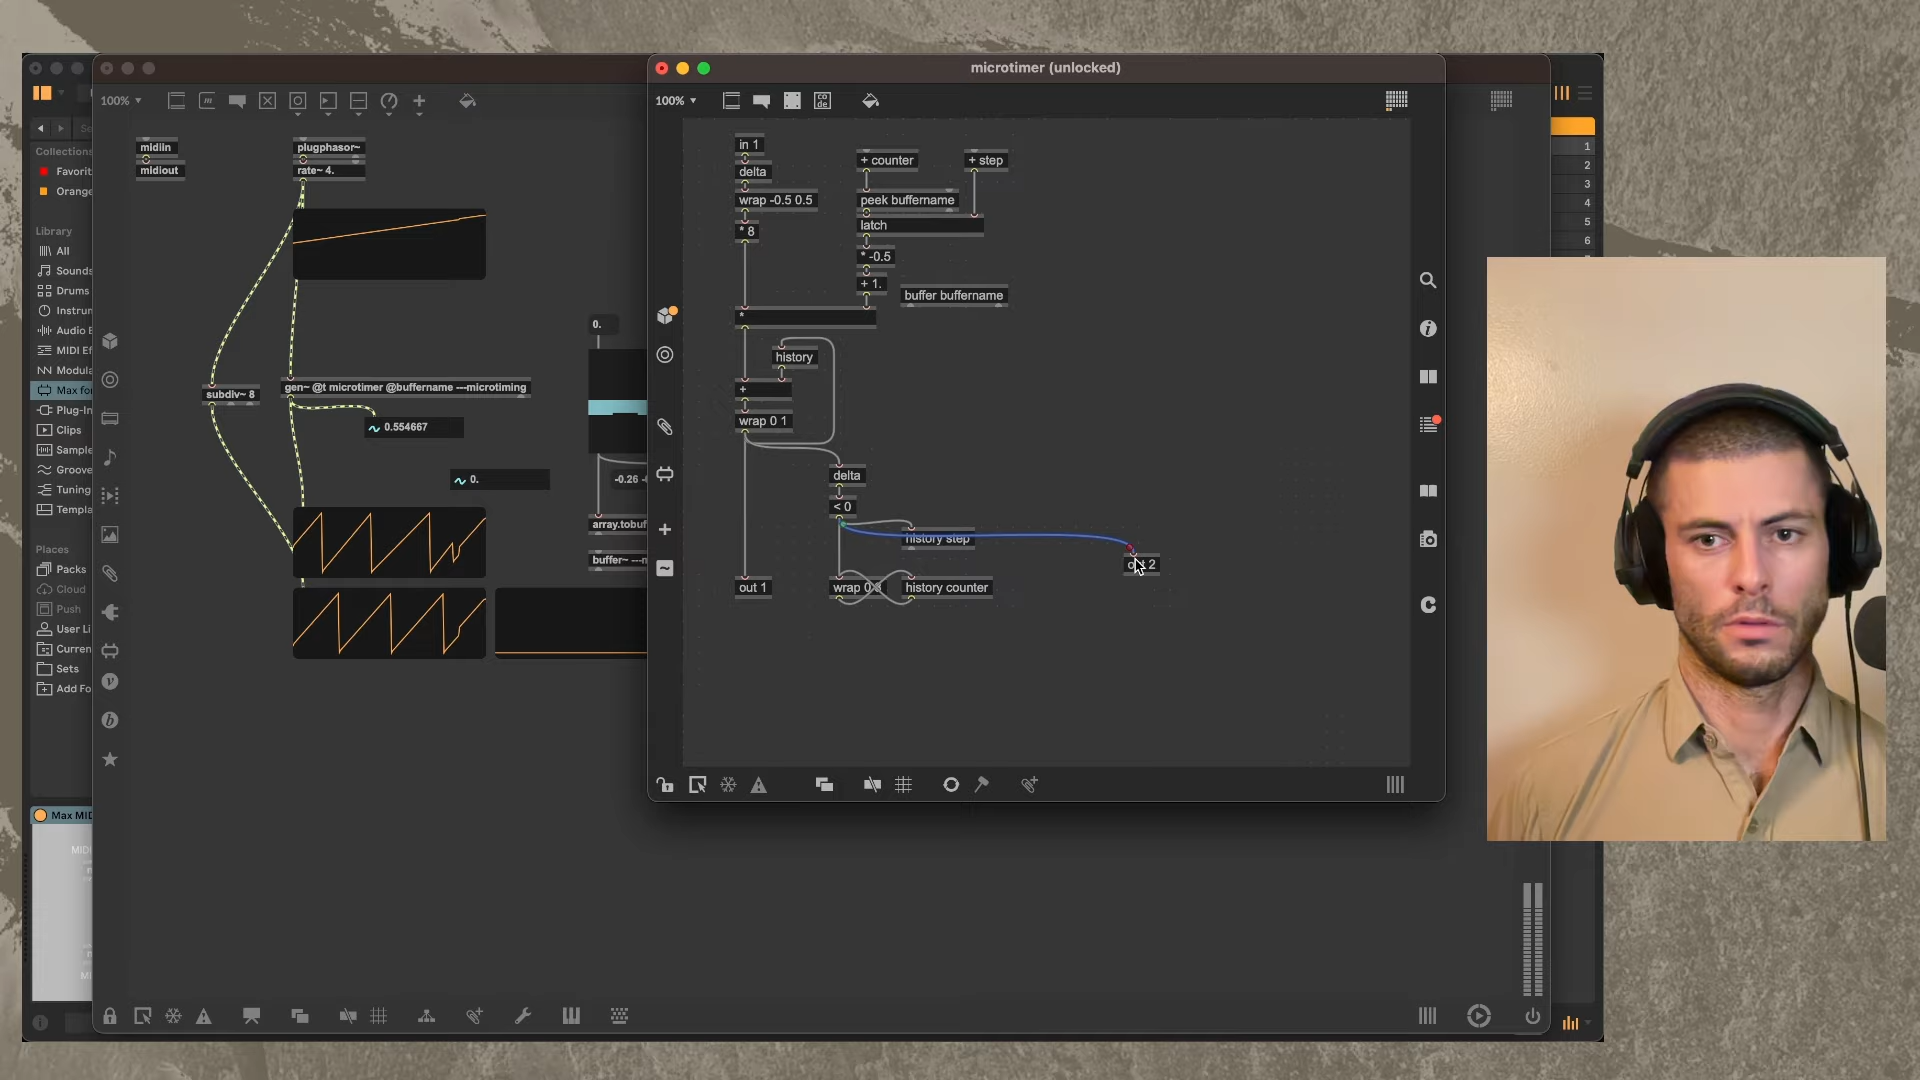 microtimer (unlocked)
100%
100%
in 1
delta
wrap -0.5 0.5
* 8
*
history
+
wrap 0 1
delta
< 0
history step
out 1
history counter
+ counter
+ step
peek buffername
latch
* -0.5
+ 1.
buffer buffername
midiin
midiout
plugphasor~
rate~ 4.
subdiv~ 8
gen~ @t microtimer @buffername ---microtiming
0.554667
0.
0.
-0.26
array.tobuf
buffer~
Collections
Favorit
Orange
Library
All
Sounds
Drums
Instrum
Audio E
MIDI Ef
Modula
Max fo
Plug-In
Clips
Sample
Groove
Tuning
Templa
Places
Packs
Cloud
Push
User Li
Curren
Sets
Add Fo
Max MID
1
2
3
4
5
6